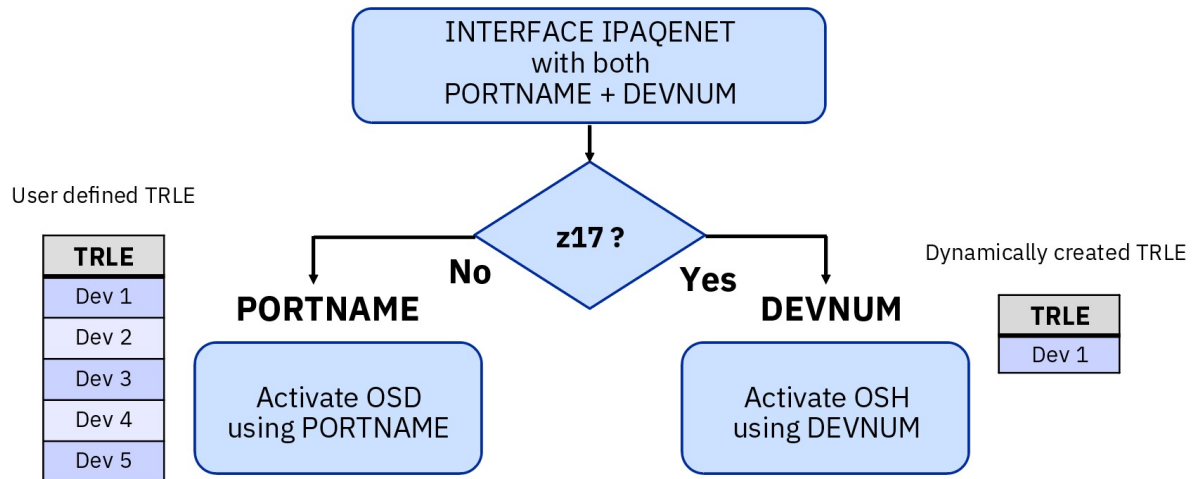 INTERFACE IPAQENET
with both
PORTNAME + DEVNUM
User defined TRLE
TRLE
Dev 1
Dev 2
Dev 3
Dev 4
Dev 5
z17 ?
No
Yes
PORTNAME
Activate OSD
using PORTNAME
DEVNUM
Activate OSH
using DEVNUM
Dynamically created TRLE
TRLE
Dev 1